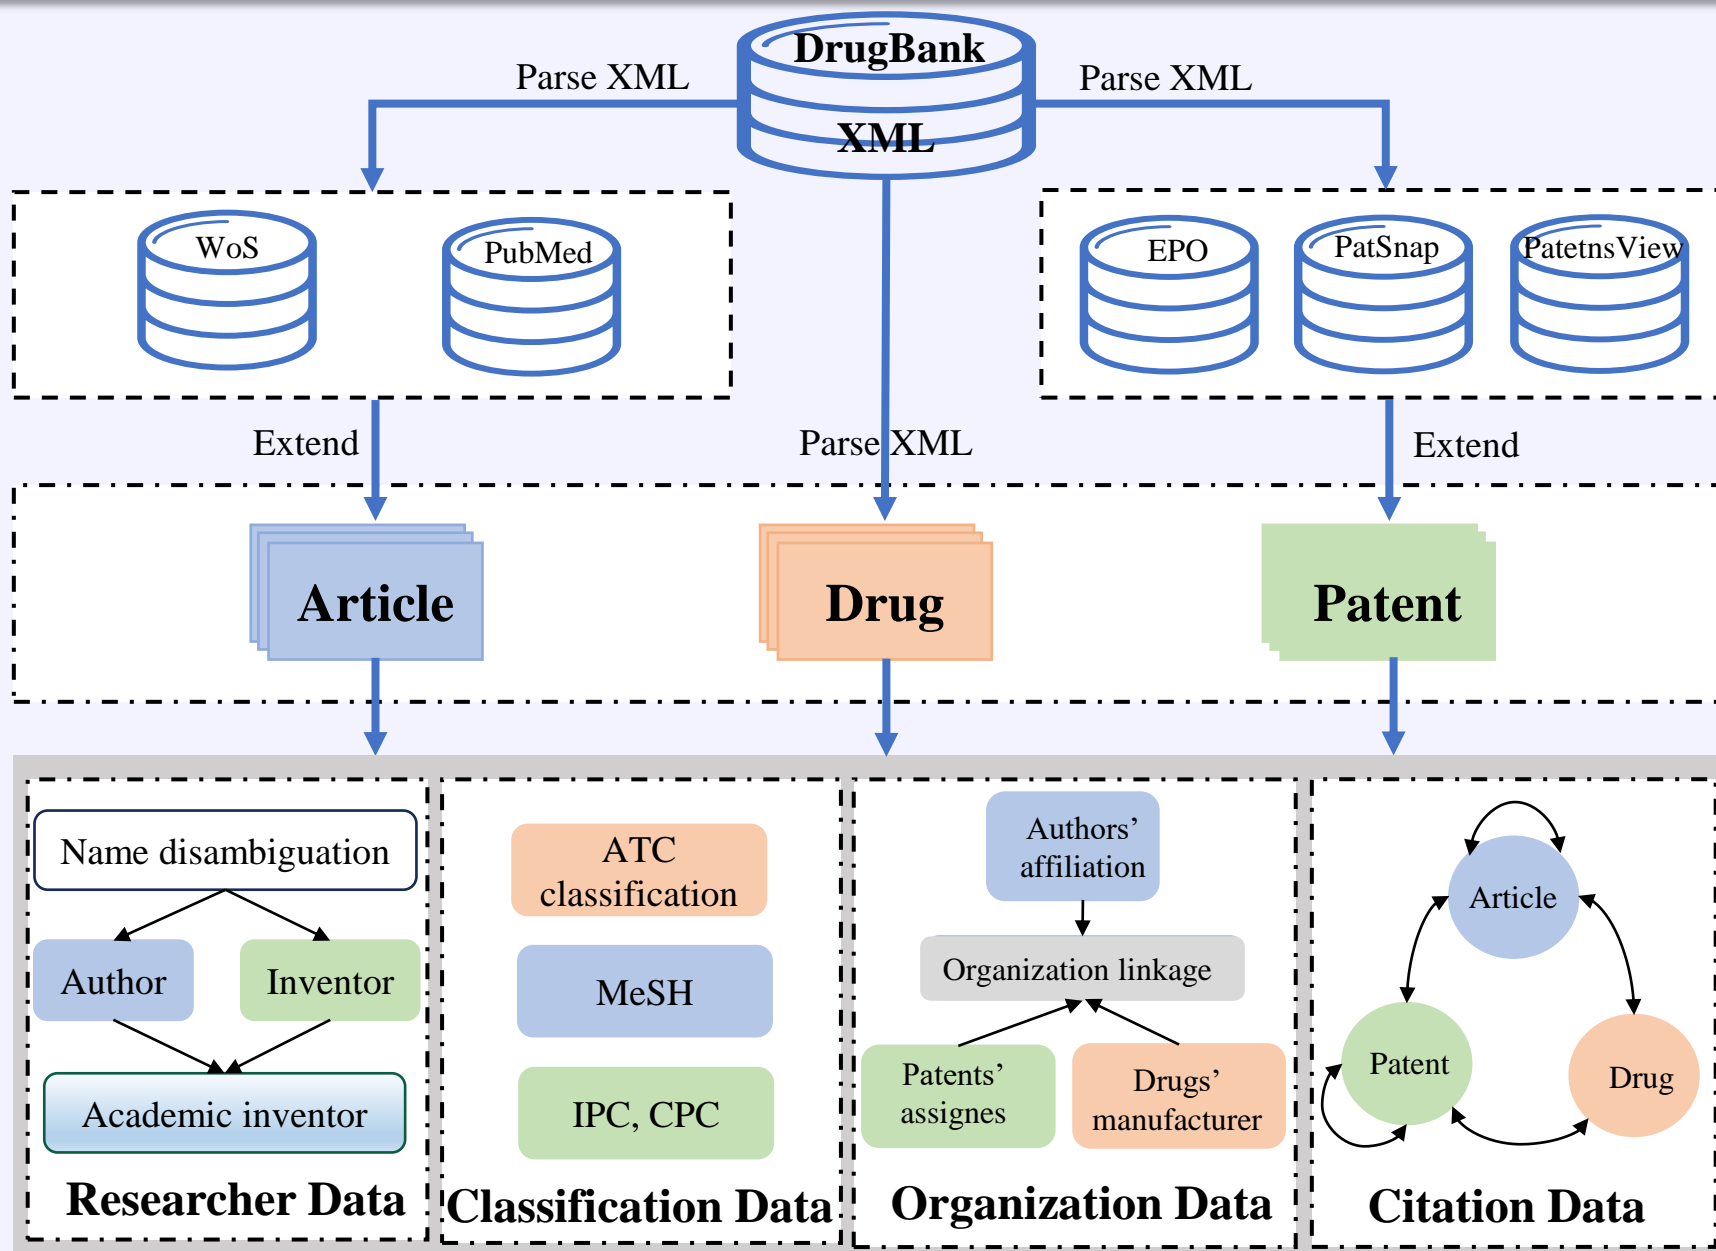 DrugBank
XML
Parse XML
Parse XML
WoS
PubMed
EPO
PatSnap
PatetnsView
Extend
Parse XML
Extend
Article
Drug
Patent
Name disambiguation
Author
Inventor
Academic inventor
Researcher Data
ATC
classification
MeSH
IPC, CPC
Classification Data
Authors’
affiliation
Organization linkage
Patents’
assignes
Drugs’
manufacturer
Organization Data
Article
Patent
Drug
Citation Data